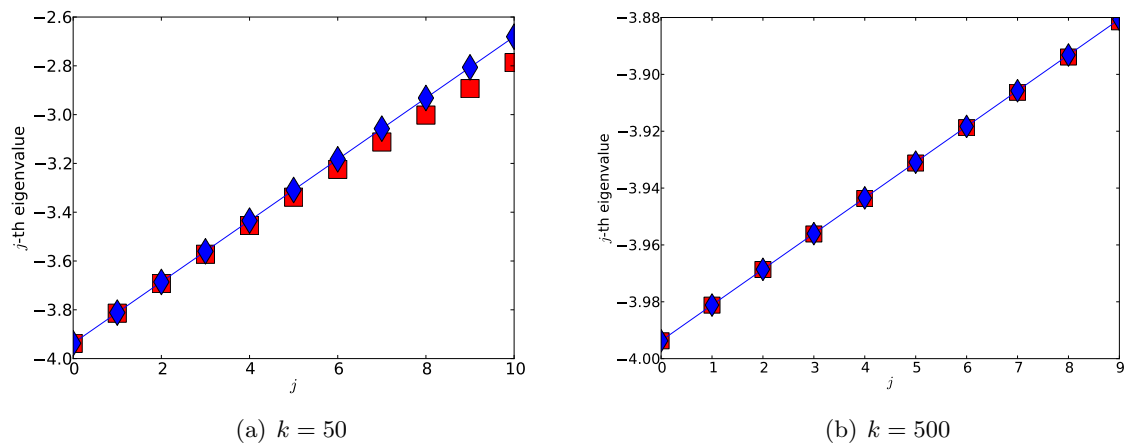 −2.6
−2.8
−3.0
−3.2
−3.4
−3.6
−3.8
−4.0
j-th eigenvalue
0 2 4 6 8 10
j
(a) k = 50
−3.88
−3.90
−3.92
−3.94
−3.96
−3.98
−4.00
j-th eigenvalue
0 1 2 3 4 5 6 7 8 9
j
(b) k = 500